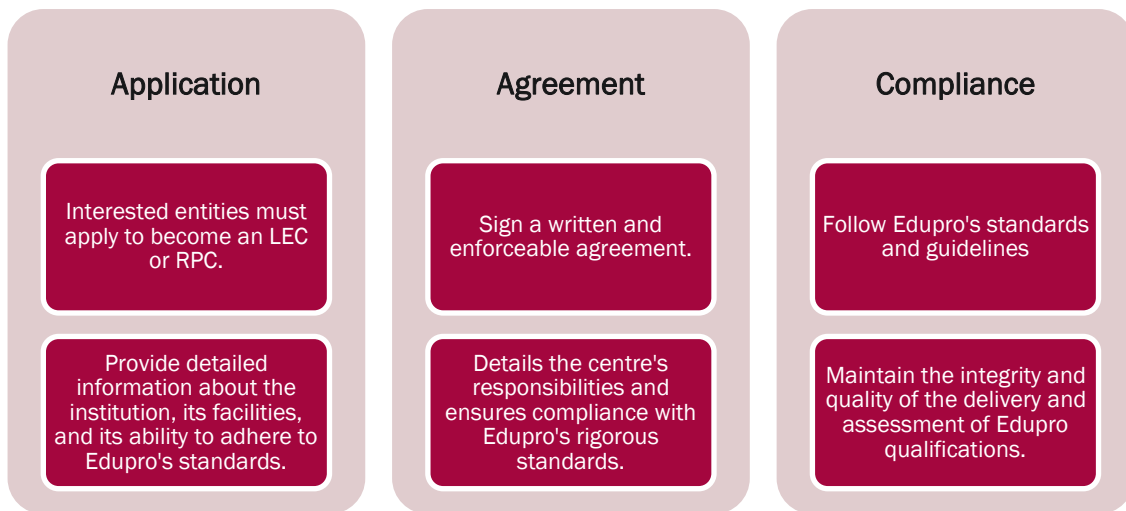 Application
Interested entities must
apply to become an LEC
or RPC.
Provide detailed
information about the
institution, its facilities,
and its ability to adhere to
Edupro's standards.
Agreement
Sign a written and
enforceable agreement.
Details the centre's
responsibilities and
ensures compliance with
Edupro's rigorous
standards.
Compliance
Follow Edupro's standards
and guidelines
Maintain the integrity and
quality of the delivery and
assessment of Edupro
qualifications.